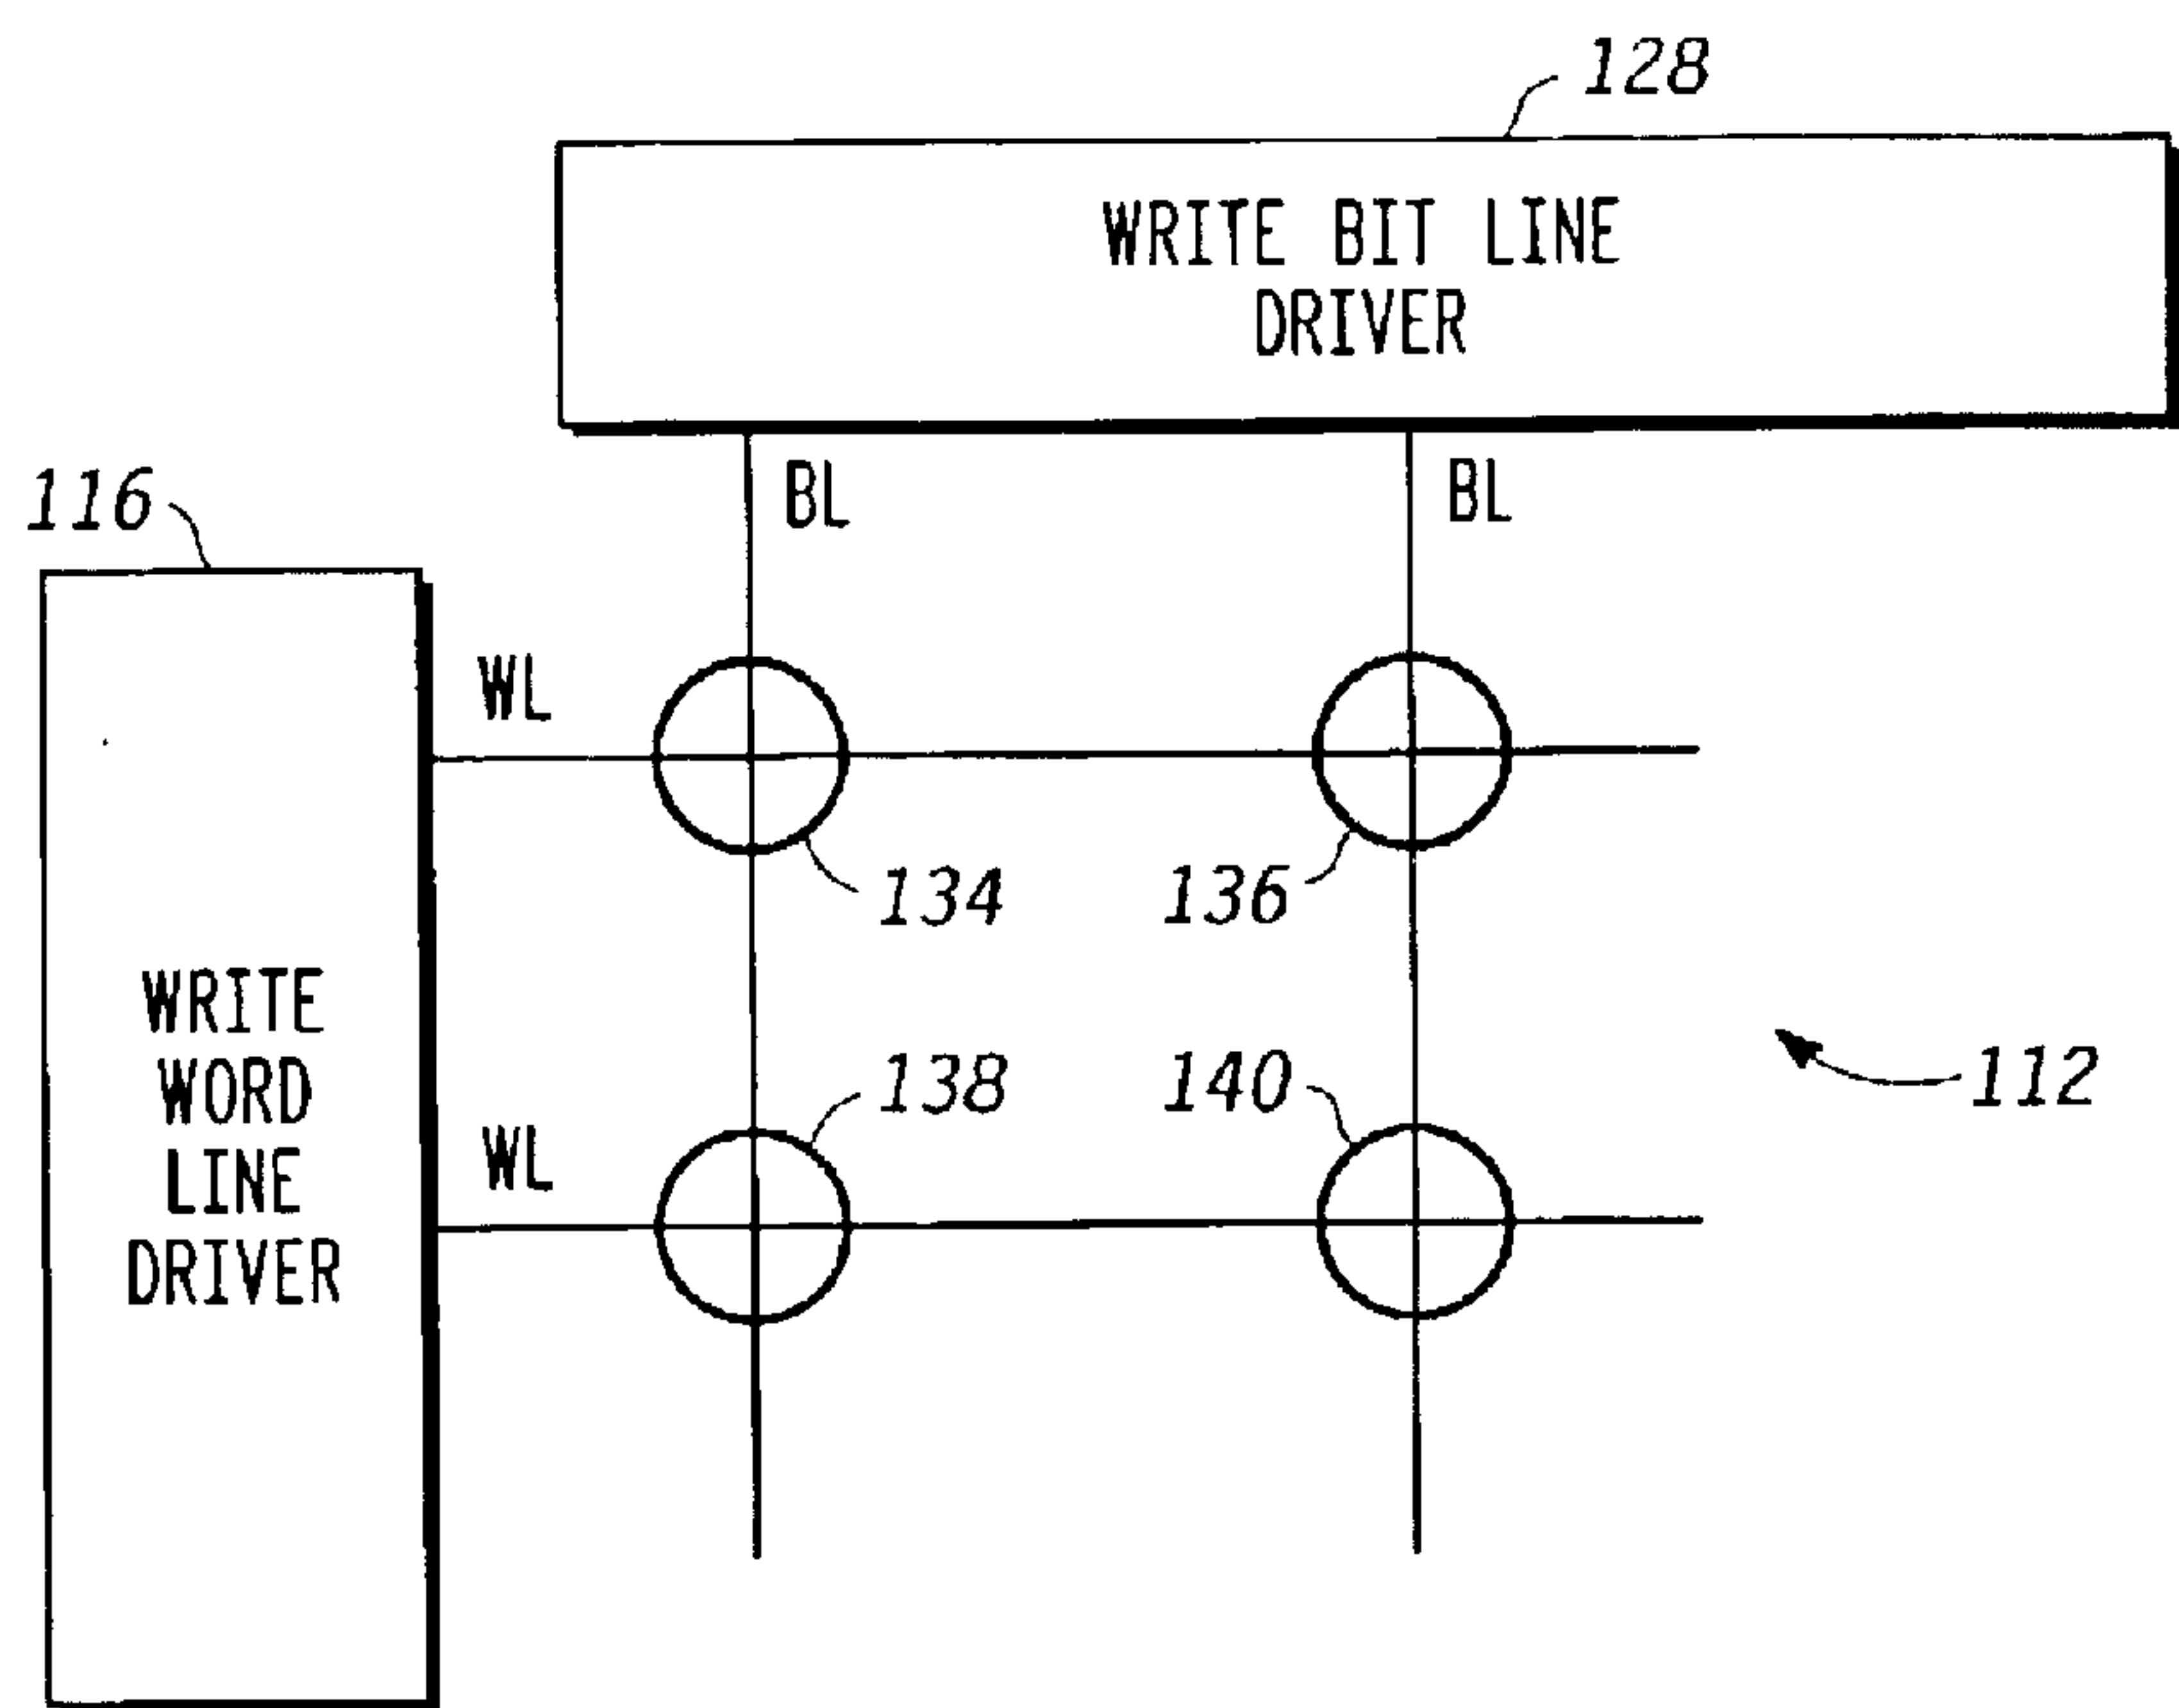 128
WRITE BIT LINE
DRIVER
116
BL
BL
WL
134
136
WRITE
WORD
LINE
DRIVER
138
140
112
WL